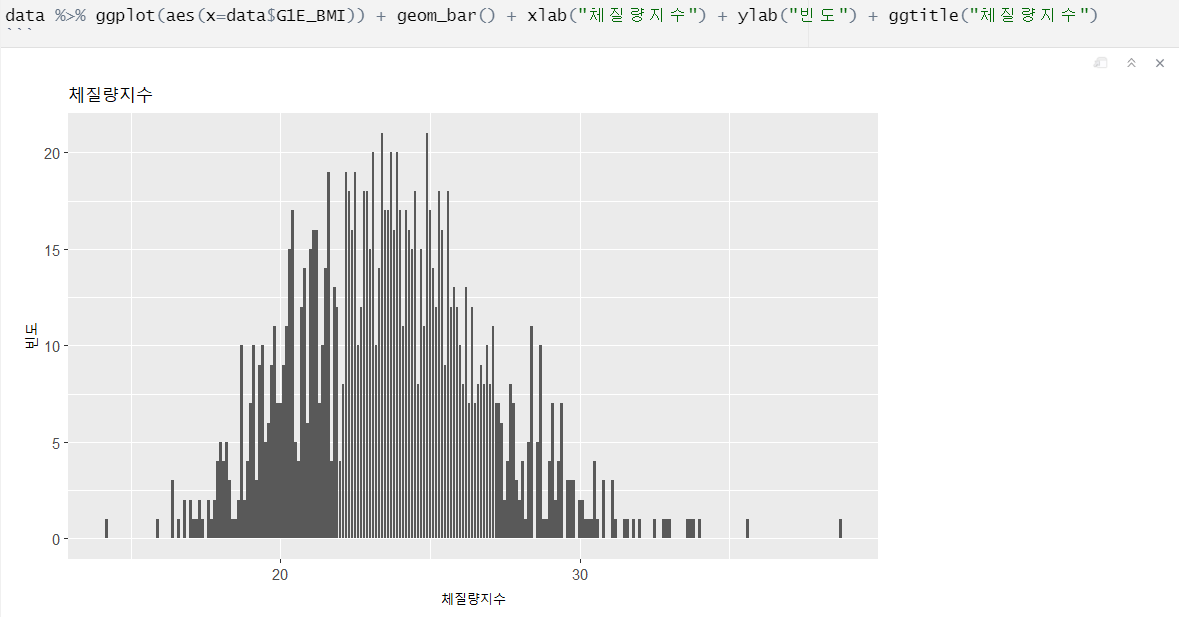 data %>% ggplot(aes(x=data$G1E_BMI)) + geom_bar() + xlab("체질량지수") + ylab("빈도") + ggtitle("체질량지수")
```
체질량지수
20
15
10
5
0
빈도
20 30
체질량지수